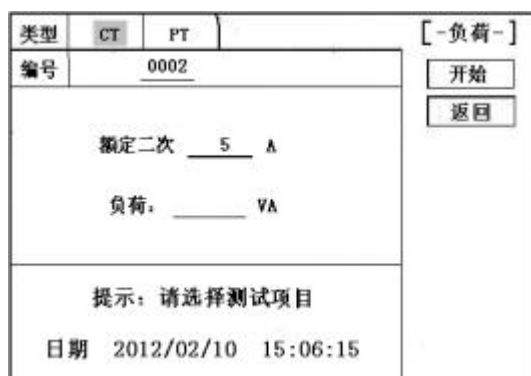 类型 CT PT [-负荷-]
编号 0002 开始
返回
额定二次 5 A
负荷: VA
提示: 请选择测试项目
日期 2012/02/10 15:06:15